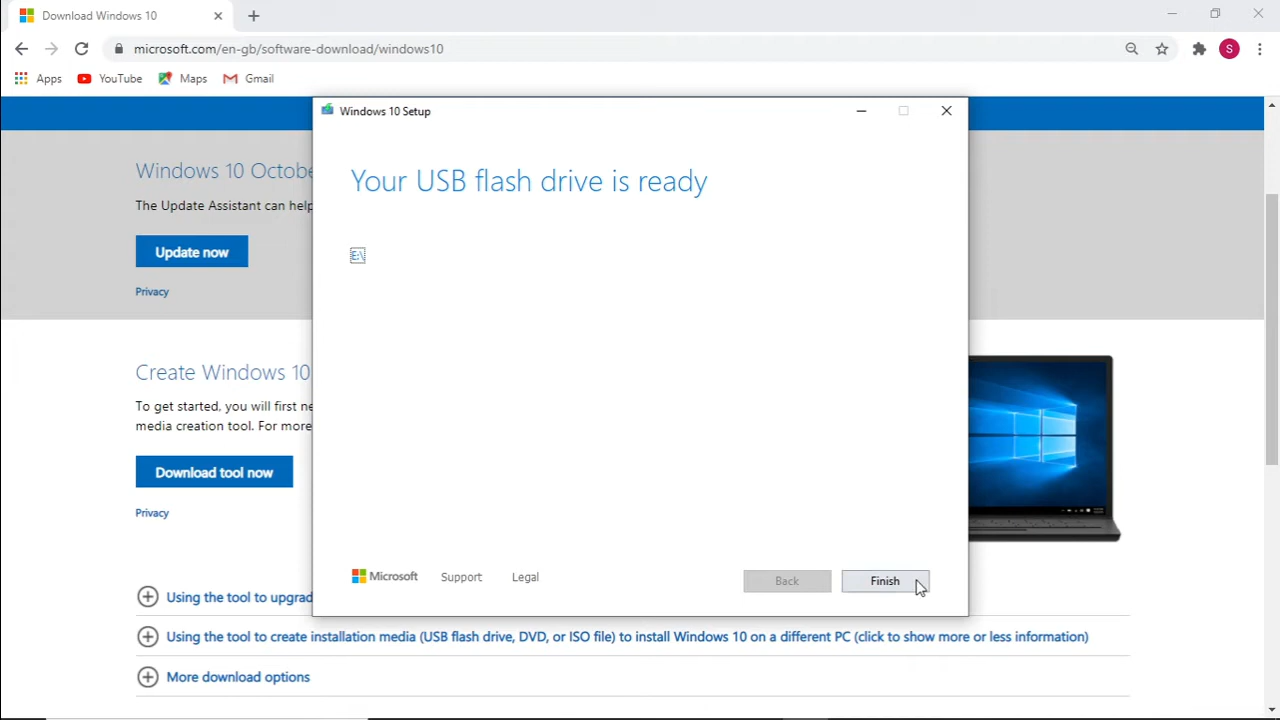 Download Windows 10
microsoft.com/en-gb/software-download/windows10
S
Apps YouTube Maps Gmail
Windows 10 Setup
Your USB flash drive is ready
E:\
Microsoft Support Legal
Back Finish
Windows 10
The Update Assistant can help
Update now
Privacy
Create Windows 10
To get started, you will first
media creation tool. For more
Download tool now
Privacy
Using the tool to
Using the tool to create installation media (USB flash drive, DVD, or ISO file) to install Windows 10 on a different PC (click to show more or less information)
More download options